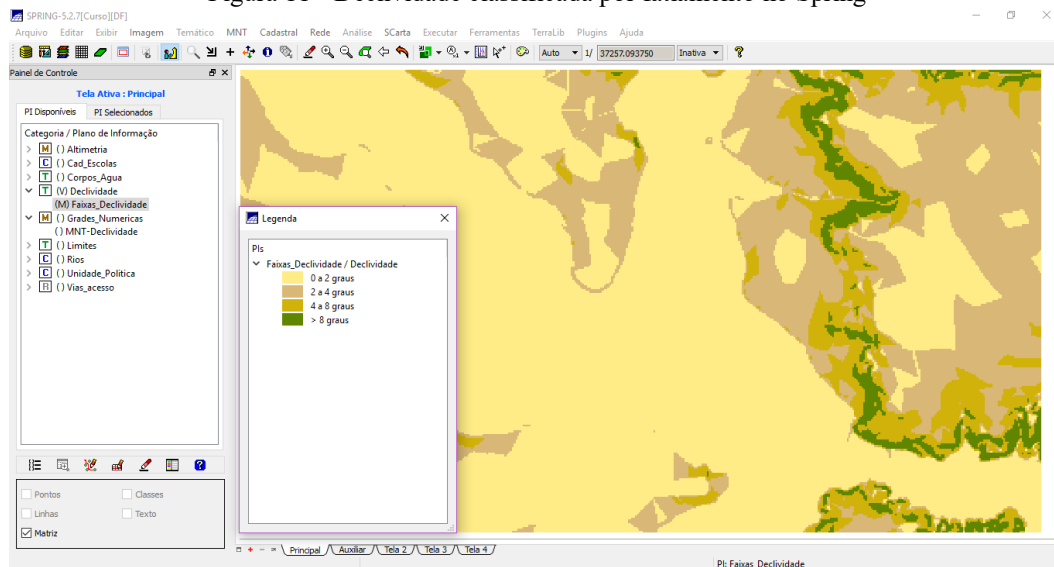 SPRING-5.2.7[Curso][DF]
Arquivo Editar Exibir Imagem Temático MNT Cadastral Rede Análise SCarta Executar Ferramentas TerraLib Plugins Ajuda
Auto 1/ 37257.093750 Inativa
Painel de Controle
Tela Ativa : Principal
PI Disponíveis PI Selecionados
Categoria / Plano de Informação
M ( ) Altimetria
C ( ) Cad_Escolas
T ( ) Corpos_Agua
T (V) Declividade
(M) Faixas_Declividade
M ( ) Grades_Numericas
( ) MNT-Declividade
T ( ) Limites
C ( ) Rios
C ( ) Unidade_Politica
R ( ) Vias_acesso
Pontos Classes
Linhas Texto
Matriz
Legenda
PIs
Faixas_Declividade / Declividade
0 a 2 graus
2 a 4 graus
4 a 8 graus
> 8 graus
Principal Auxiliar Tela 2 Tela 3 Tela 4
PI: Faixas_Declividade